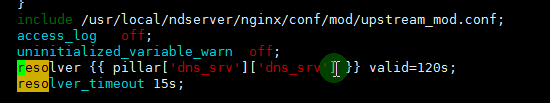 }
include /usr/local/ndserver/nginx/conf/mod/upstream_mod.conf;
access_log off;
uninitialized_variable_warn off;
resolver {{ pillar['dns_srv']['dns_srv'] }} valid=120s;
resolver_timeout 15s;